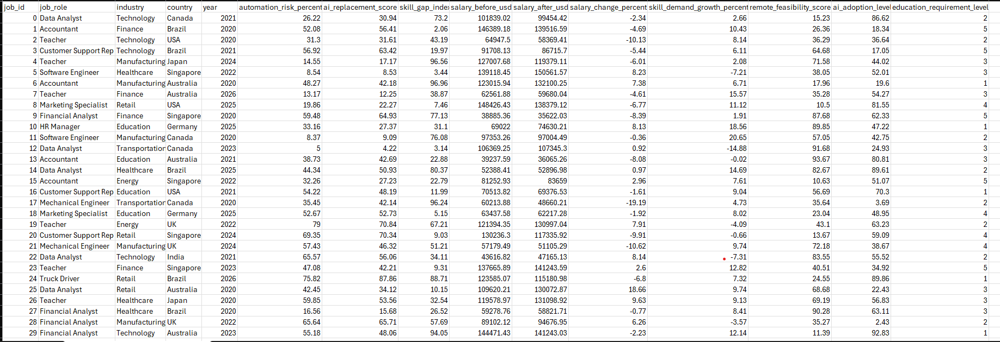 job_id job_role industry country year automation_risk_percent ai_replacement_score skill_gap_index salary_before_usd salary_after_usd salary_change_percent skill_demand_growth_percent remote_feasibility_score ai_adoption_level education_requirement_level
0 Data Analyst Technology Canada 2021 26.22 30.94 73.2 101839.02 99454.42 -2.34 2.66 15.23 86.62 2
1 Accountant Finance Brazil 2020 52.08 56.41 2.06 146389.18 139516.59 -4.69 10.43 26.36 18.34 5
2 Teacher Technology USA 2020 31.3 31.61 43.19 64947.5 58369.41 -10.13 8.14 36.29 36.64 2
3 Customer Support Rep Technology Brazil 2021 56.92 63.42 19.97 91708.13 86715.7 -5.44 6.11 64.68 17.05 5
4 Teacher Manufacturing Japan 2024 14.55 17.17 96.56 127007.68 119379.11 -6.01 2.08 71.58 44.02 3
5 Software Engineer Healthcare Singapore 2022 8.54 8.53 3.44 139118.45 150561.57 8.23 -7.21 38.05 52.01 3
6 Accountant Manufacturing Australia 2020 48.27 42.18 96.96 123015.94 132100.25 7.38 6.71 17.96 19.6 1
7 Teacher Finance Australia 2026 13.17 12.25 38.87 62561.88 59680.04 -4.61 15.57 35.28 54.27 3
8 Marketing Specialist Retail USA 2025 19.86 22.27 7.46 148426.43 138379.12 -6.77 11.12 10.5 81.55 4
9 Financial Analyst Finance Singapore 2020 59.48 64.93 77.13 38885.36 35622.03 -8.39 1.91 87.68 62.33 5
10 HR Manager Education Germany 2025 33.16 27.37 31.1 69022 74630.21 8.13 18.56 89.85 47.22 1
11 Software Engineer Manufacturing Canada 2020 8.37 9.09 76.08 97353.25 97004.49 -0.36 20.65 57.05 42.75 2
12 Data Analyst Transportation Canada 2023 5 4.22 3.14 106369.25 107345.3 0.92 -14.88 91.68 24.93 3
13 Accountant Education Australia 2021 38.73 42.69 22.88 39237.59 36065.26 -8.08 -0.02 93.67 80.81 3
14 Data Analyst Healthcare Brazil 2025 44.34 50.93 80.37 52388.41 52896.98 0.97 14.69 82.67 89.61 2
15 Accountant Energy Singapore 2022 32.26 27.23 22.79 81252.93 83659 2.96 7.61 10.63 51.07 5
16 Customer Support Rep Education USA 2021 54.22 48.19 11.99 70513.82 69376.53 -1.61 9.04 56.69 70.3 1
17 Mechanical Engineer Transportation Canada 2020 35.45 42.14 96.24 60213.88 48660.21 -19.19 4.73 35.64 3.69 2
18 Marketing Specialist Education Germany 2025 52.67 52.73 5.15 63437.58 62217.28 -1.92 8.02 23.04 48.95 4
19 Teacher Energy UK 2022 79 70.84 67.21 121394.35 130997.04 7.91 -4.09 43.1 63.23 2
20 Customer Support Rep Retail Singapore 2024 69.35 70.34 9.03 130236.3 117335.92 -9.91 -0.66 13.67 59.09 4
21 Mechanical Engineer Manufacturing UK 2024 57.43 46.32 51.21 57179.49 51105.29 -10.62 9.74 72.18 38.67 4
22 Data Analyst Technology India 2021 65.57 56.06 34.11 43616.82 47165.13 8.14 -7.31 83.55 55.52 2
23 Teacher Finance Singapore 2023 47.08 42.21 9.31 137665.89 141243.59 2.6 12.82 40.51 34.92 5
24 Truck Driver Retail Brazil 2026 75.82 87.86 88.71 123585.07 115180.98 -6.8 7.32 24.55 89.86 1
25 Data Analyst Retail Australia 2020 42.45 34.12 10.15 109620.21 130072.87 18.66 9.74 68.68 22.43 3
26 Teacher Healthcare Japan 2020 59.85 53.56 32.54 119578.97 131098.92 9.63 9.13 69.19 56.83 3
27 Financial Analyst Healthcare Brazil 2020 16.56 15.68 26.52 59278.76 58821.71 -0.77 8.41 90.28 63.11 3
28 Financial Analyst Manufacturing UK 2022 65.64 65.71 57.69 89102.12 94676.95 6.26 -3.57 35.27 2.43 2
29 Financial Analyst Technology Australia 2023 55.18 48.06 94.05 144471.43 141243.03 -2.23 12.14 11.39 92.83 1